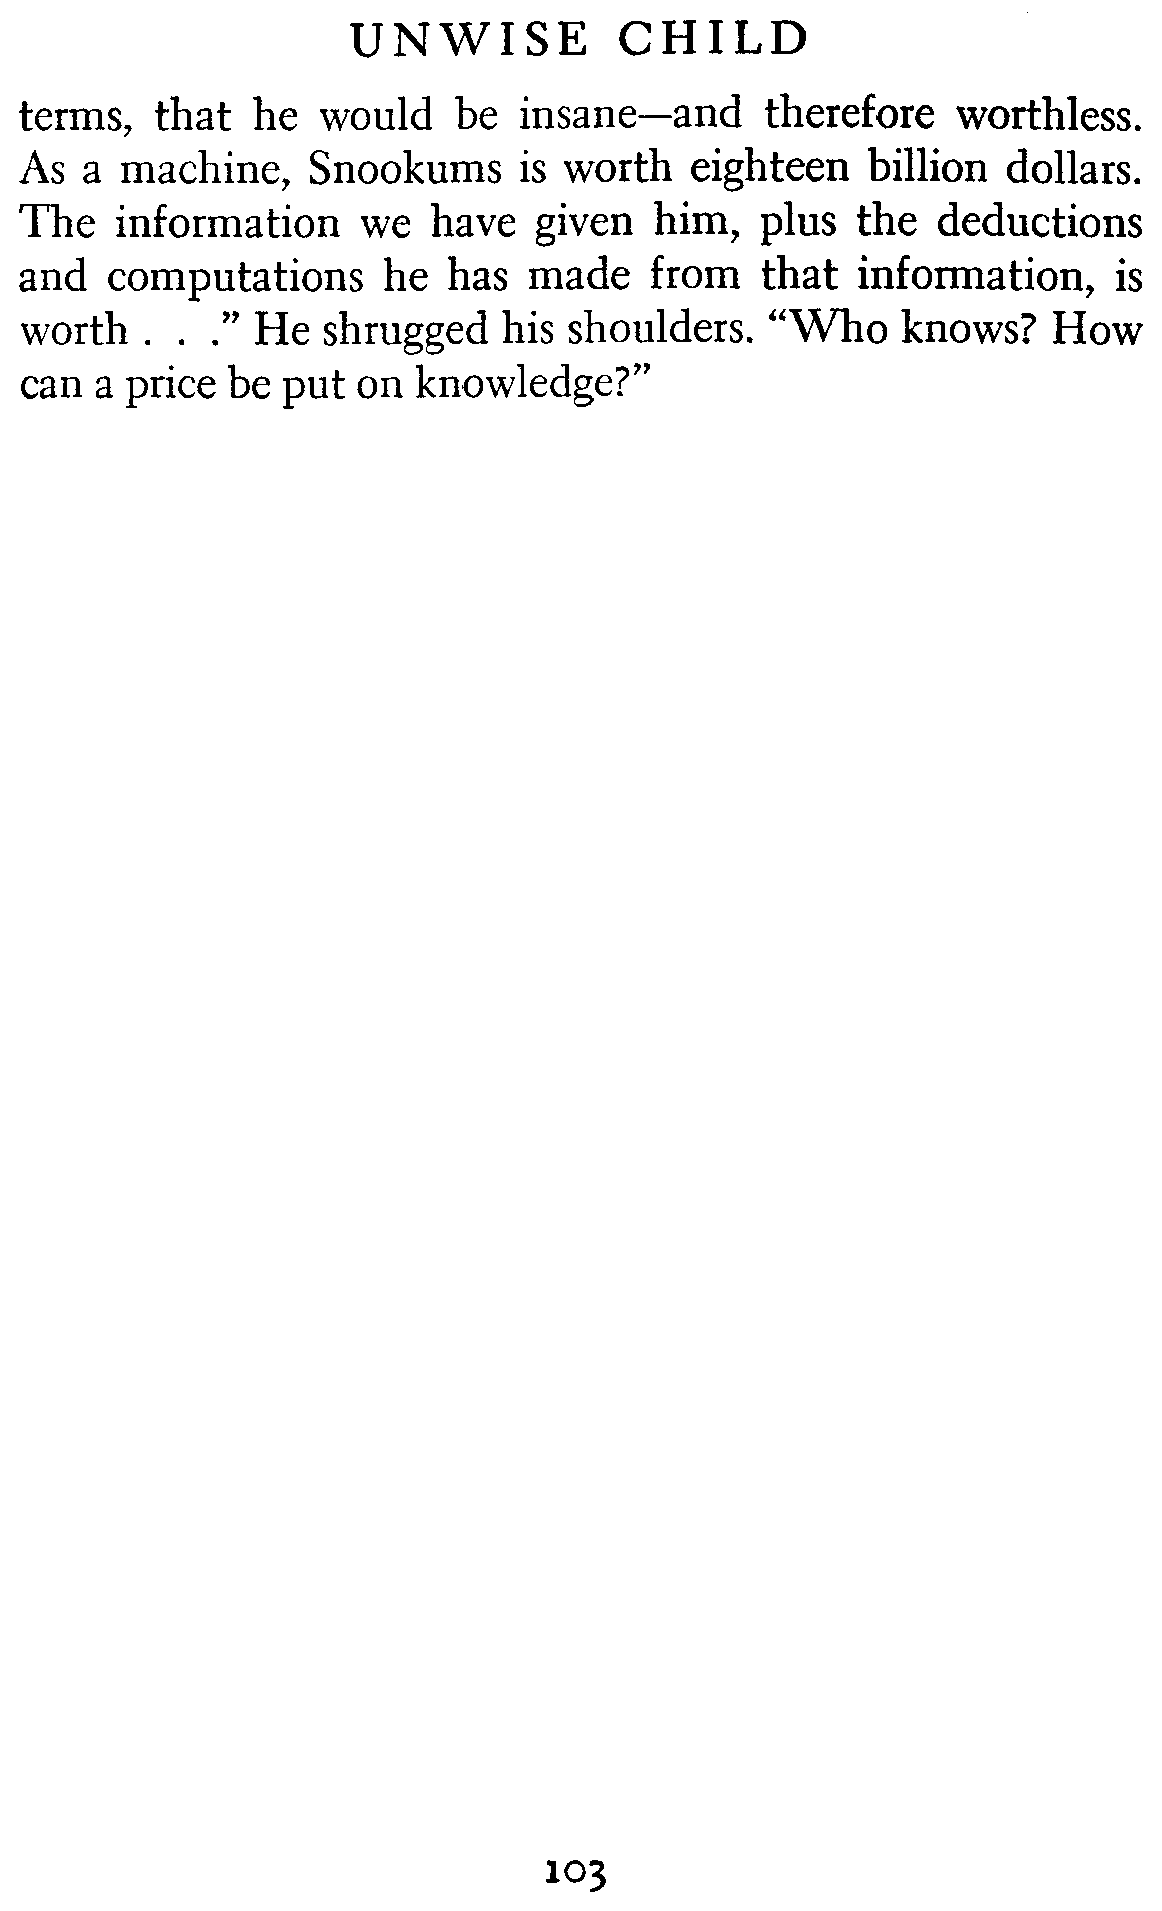 UNWISE CHILD
terms, that he would be insane—and therefore worthless.
As a machine, Snookums is worth eighteen billion dollars.
The information we have given him, plus the deductions
and computations he has made from that information, is
worth . . .” He shrugged his shoulders. “Who knows? How
can a price be put on knowledge?”
103